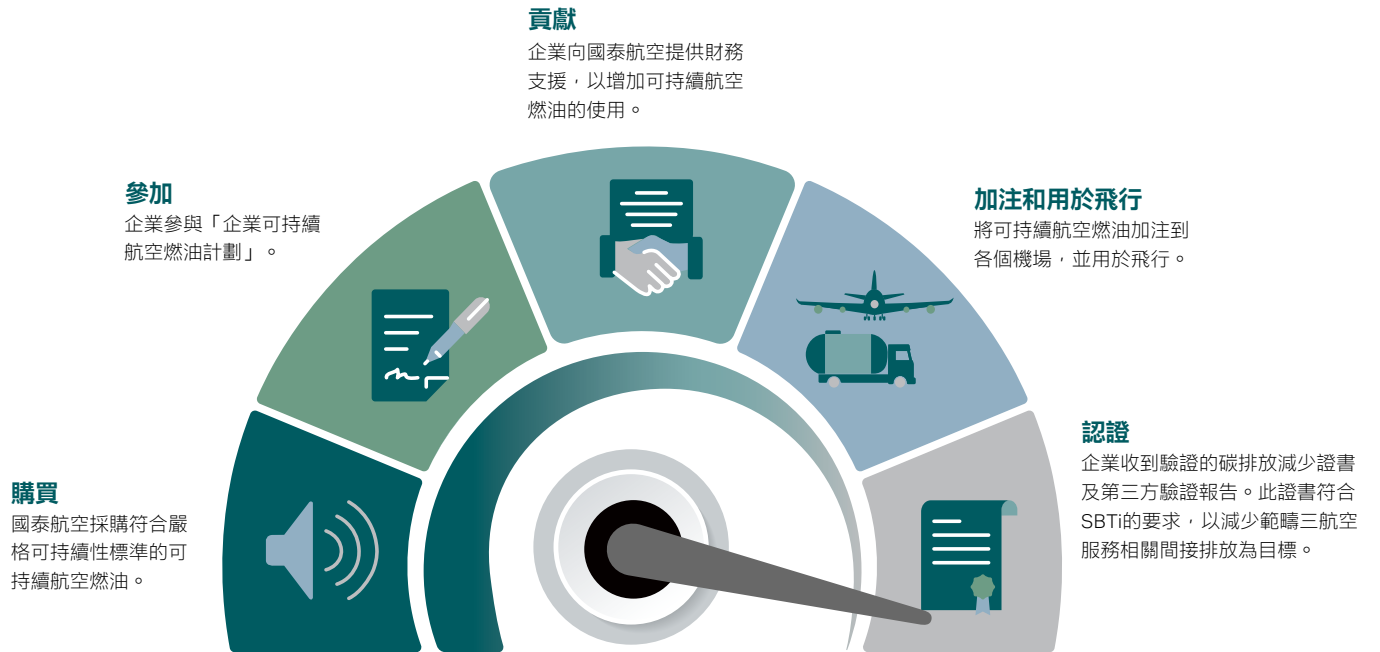 購買
國泰航空採購符合嚴
格可持續性標準的可
持續航空燃油。
參加
企業參與「企業可持續
航空燃油計劃」。
貢獻
企業向國泰航空提供財務
支援，以增加可持續航空
燃油的使用。
加注和用於飛行
將可持續航空燃油加注到
各個機場，並用於飛行。
認證
企業收到驗證的碳排放減少證書
及第三方驗證報告。此證書符合
SBTi的要求，以減少範疇三航空
服務相關間接排放為目標。